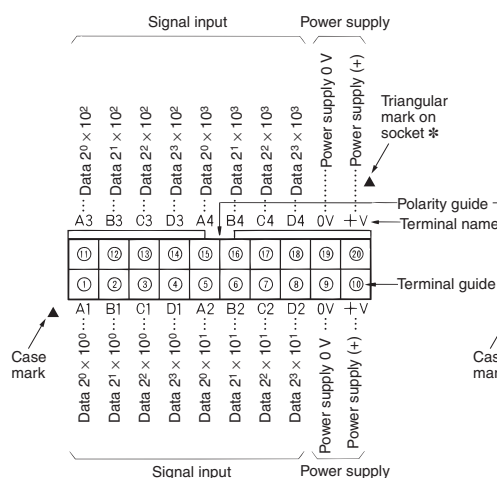 Signal input
Power supply
Data 2⁰ × 10²
Data 2¹ × 10²
Data 2² × 10²
Data 2³ × 10²
Data 2⁰ × 10³
Data 2¹ × 10³
Data 2² × 10³
Data 2³ × 10³
Power supply 0 V
Power supply (+)
Triangular
mark on
socket *
A3 B3 C3 D3 A4 B4 C4 D4 0V +V
Polarity guide
Terminal name
⑪ ⑫ ⑬ ⑭ ⑮ ⑯ ⑰ ⑱ ⑲ ⑳
① ② ③ ④ ⑤ ⑥ ⑦ ⑧ ⑨ ⑩
Terminal guide
A1 B1 C1 D1 A2 B2 C2 D2 0V +V
Case
mark
Data 2⁰ × 10⁰
Data 2¹ × 10⁰
Data 2² × 10⁰
Data 2³ × 10⁰
Data 2⁰ × 10¹
Data 2¹ × 10¹
Data 2² × 10¹
Data 2³ × 10¹
Power supply 0 V
Power supply (+)
Signal input
Power supply